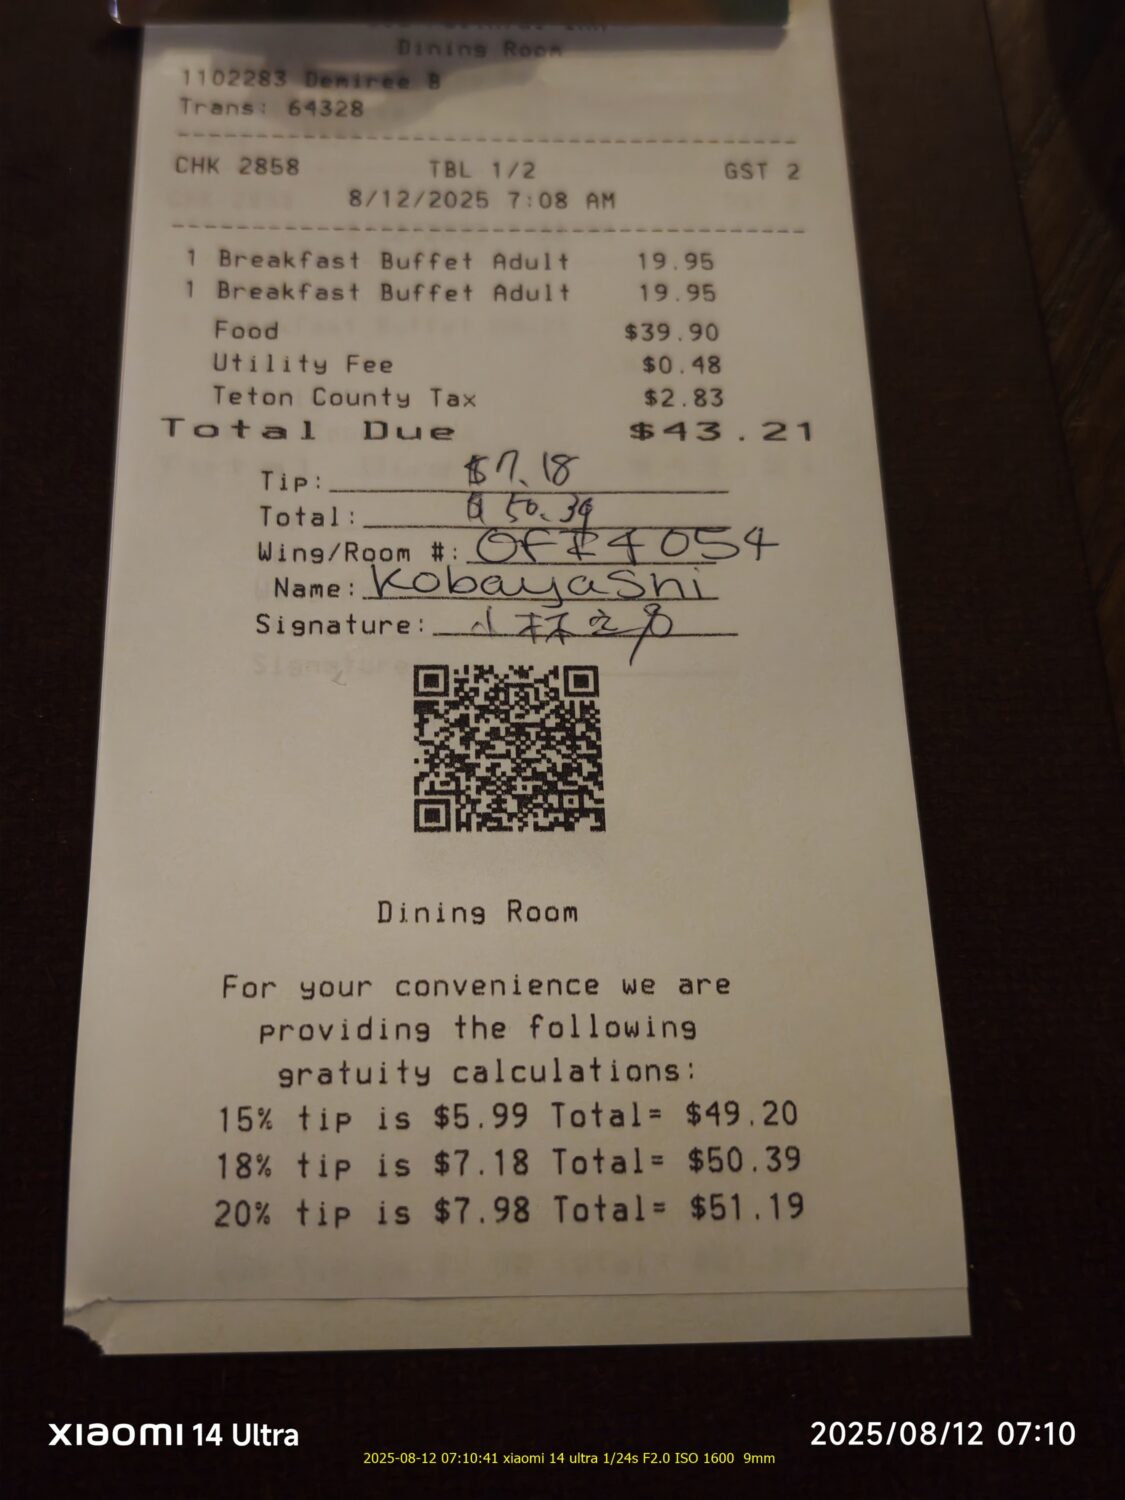 Dining Room
1102283 Demiree B
Trans: 64328
CHK 2858 TBL 1/2 GST 2
8/12/2025 7:08 AM
1 Breakfast Buffet Adult 19.95
1 Breakfast Buffet Adult 19.95
Food $39.90
Utility Fee $0.48
Teton County Tax $2.83
Total Due $43.21
Tip: $7.18
Total: $50.39
Wing/Room #: 4054
Name: Kobayashi
Signature: 小林
Dining Room
For your convenience we are
providing the following
gratuity calculations:
15% tip is $5.99 Total= $49.20
18% tip is $7.18 Total= $50.39
20% tip is $7.98 Total= $51.19
xiaomi 14 Ultra 2025/08/12 07:10
2025-08-12 07:10:41 xiaomi 14 ultra 1/24s F2.0 ISO 1600 9mm